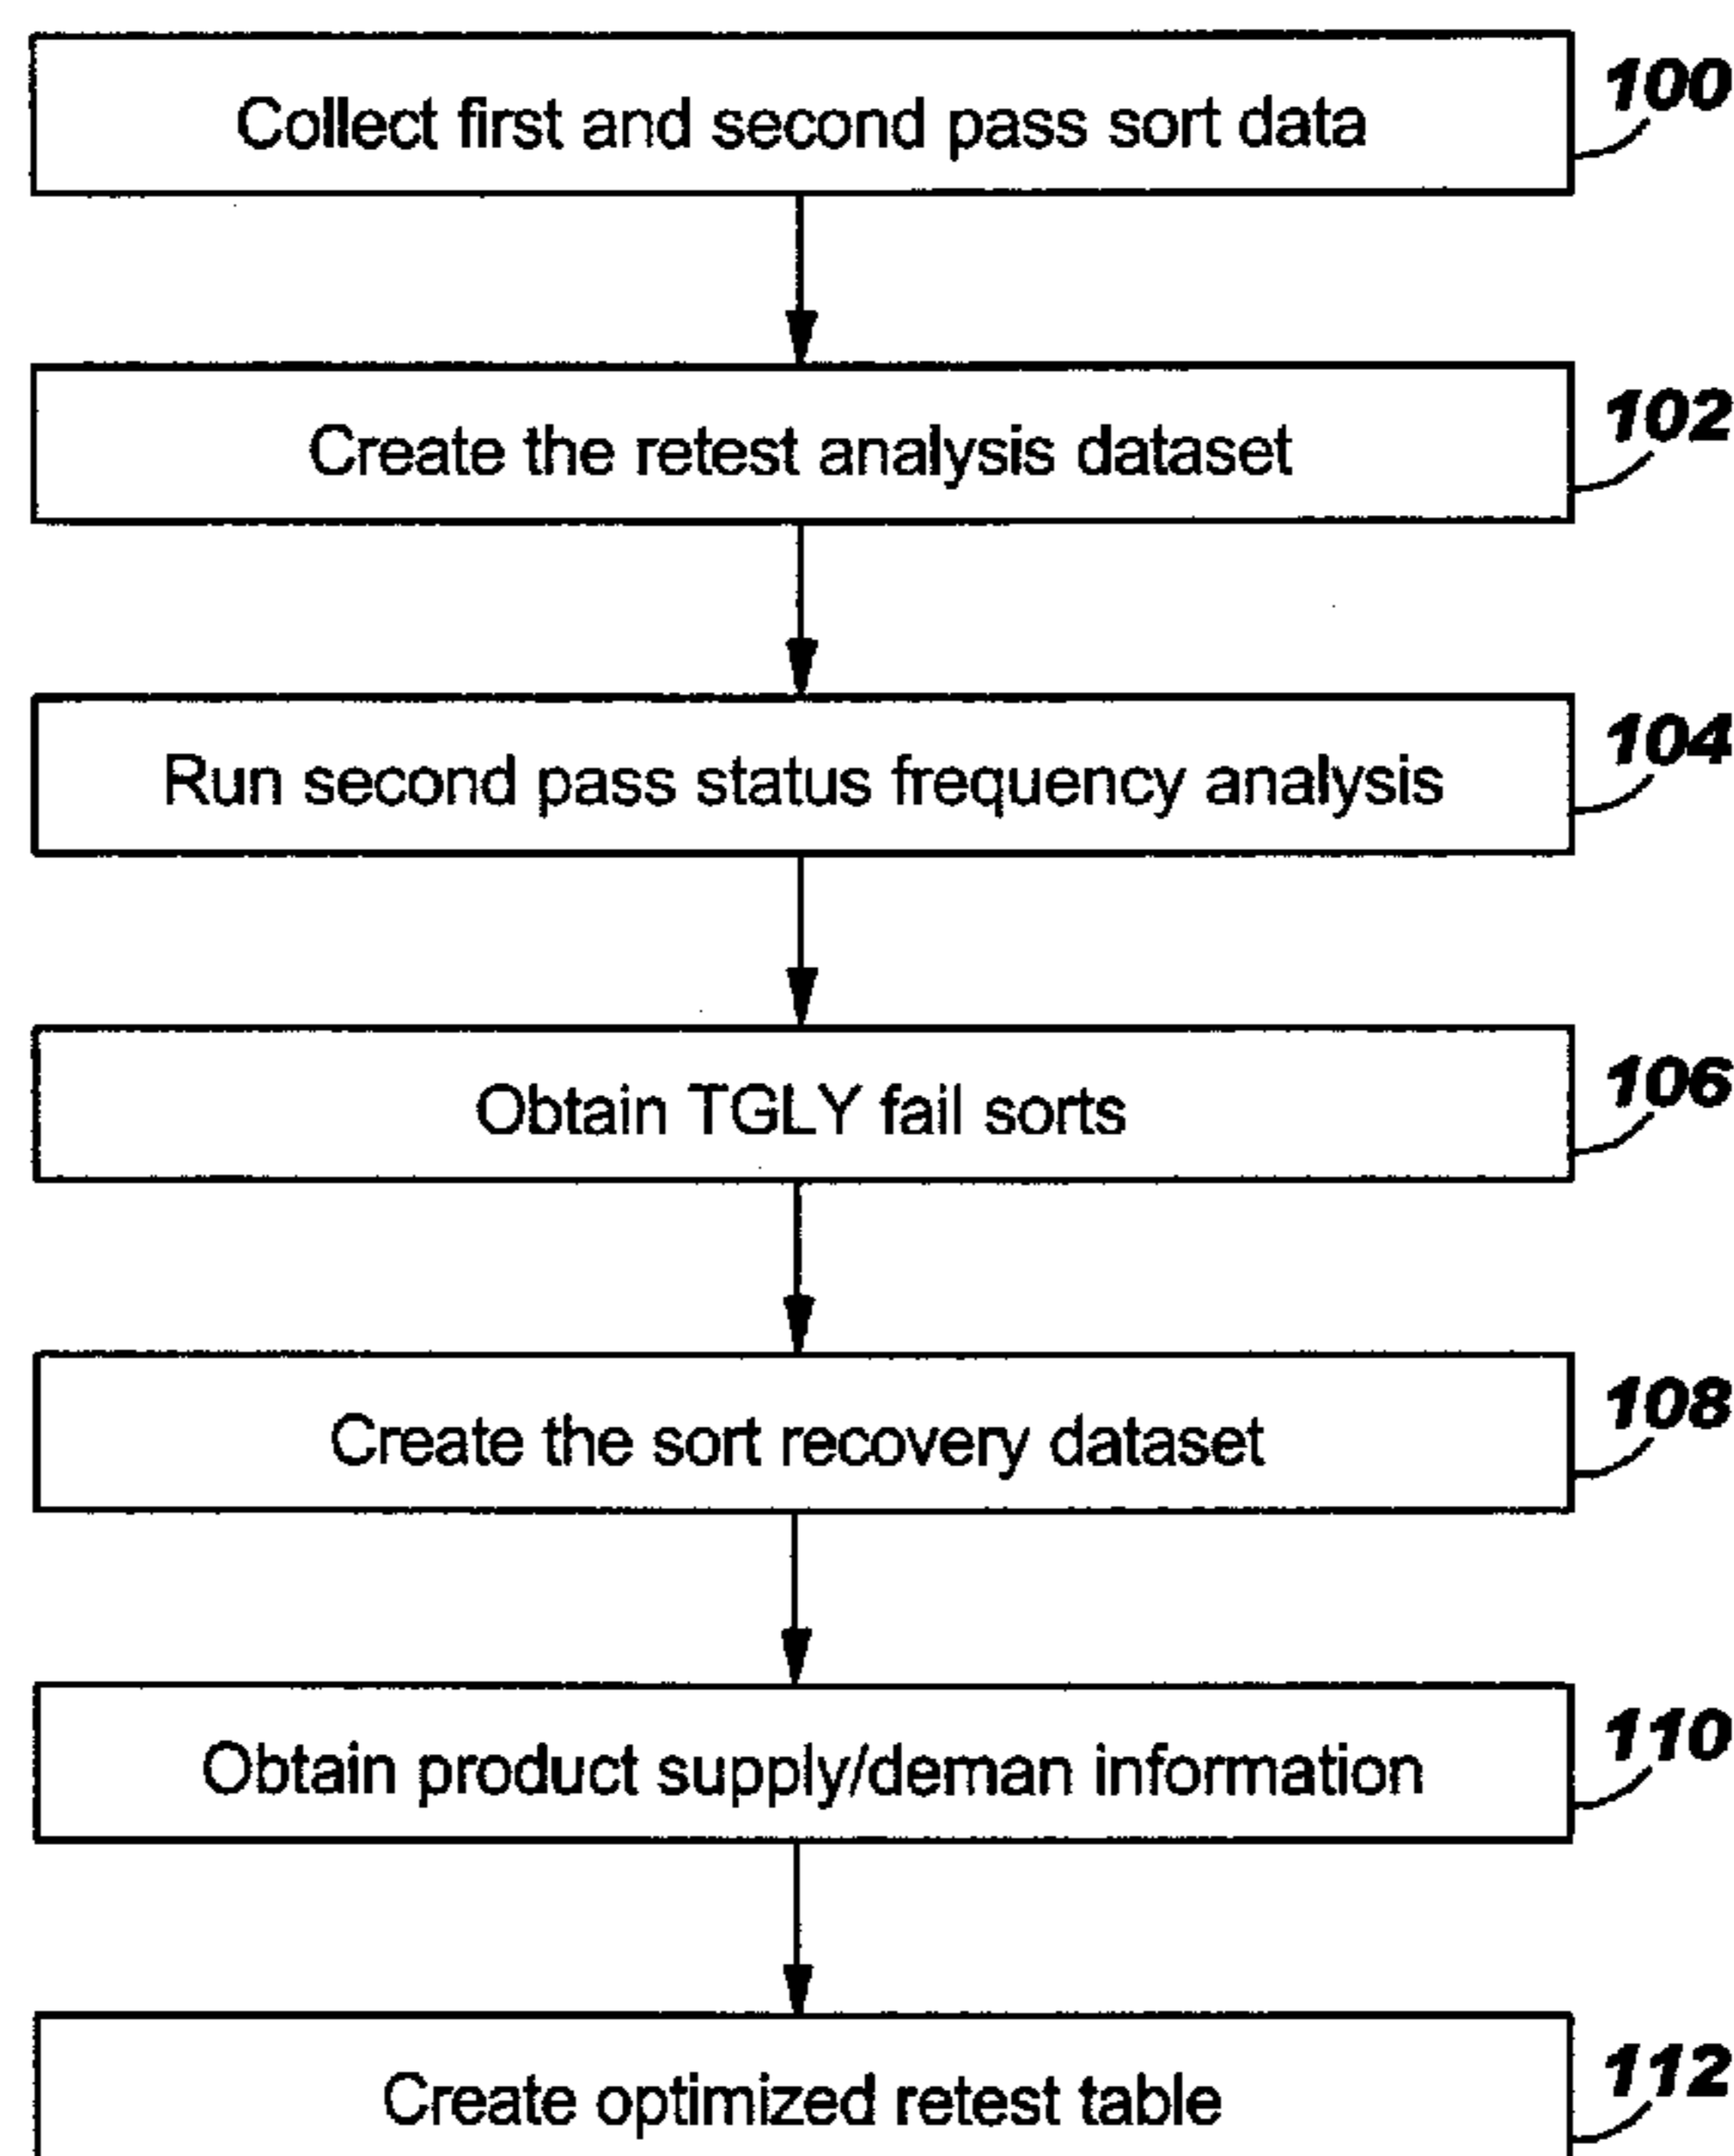 Collect first and second pass sort data
100
Create the retest analysis dataset
102
Run second pass status frequency analysis
104
Obtain TGLY fail sorts
106
Create the sort recovery dataset
108
Obtain product supply/deman information
110
Create optimized retest table
112